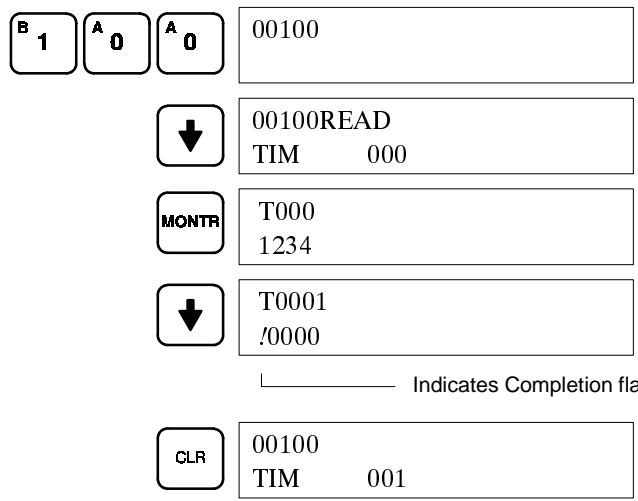 B 1 A 0 A 0 00100
00100READ
TIM 000
MONTR T000
1234
T0001
!0000
Indicates Completion fla
CLR 00100
TIM 001